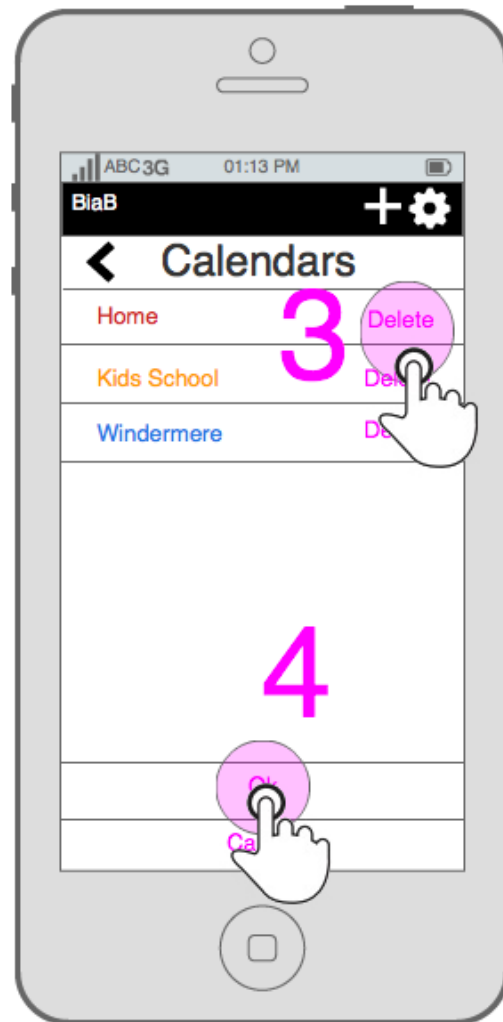 ABC 3G 01:13 PM
BiaB
Calendars
Home 3 Delete
Kids School
Windermere
4
Ok